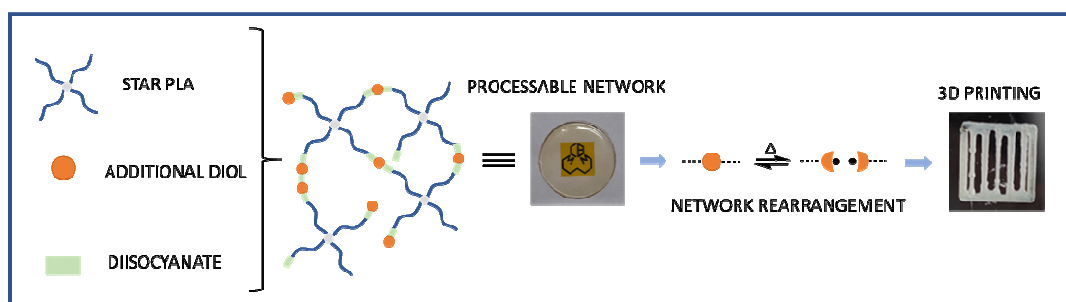 STAR PLA
ADDITIONAL DIOL
DIISOCYANATE
PROCESSABLE NETWORK
Δ
NETWORK REARRANGEMENT
3D PRINTING